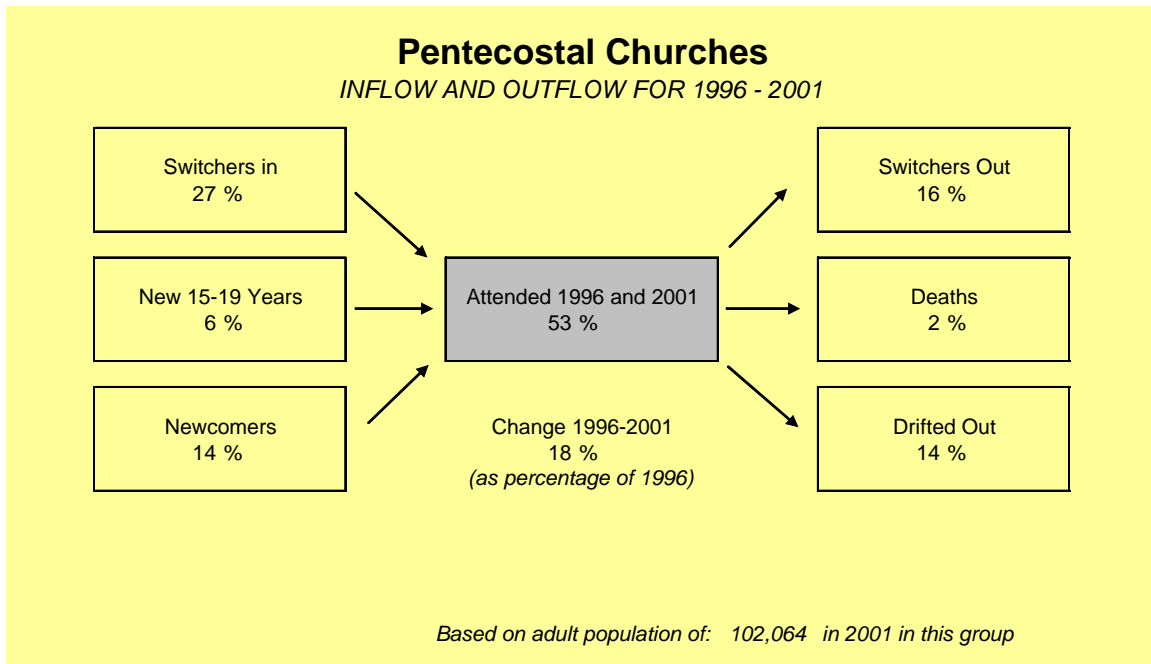 Pentecostal Churches
INFLOW AND OUTFLOW FOR 1996 - 2001
Switchers in
27 %
New 15-19 Years
6 %
Newcomers
14 %
Attended 1996 and 2001
53 %
Change 1996-2001
18 %
(as percentage of 1996)
Switchers Out
16 %
Deaths
2 %
Drifted Out
14 %
Based on adult population of: 102,064 in 2001 in this group